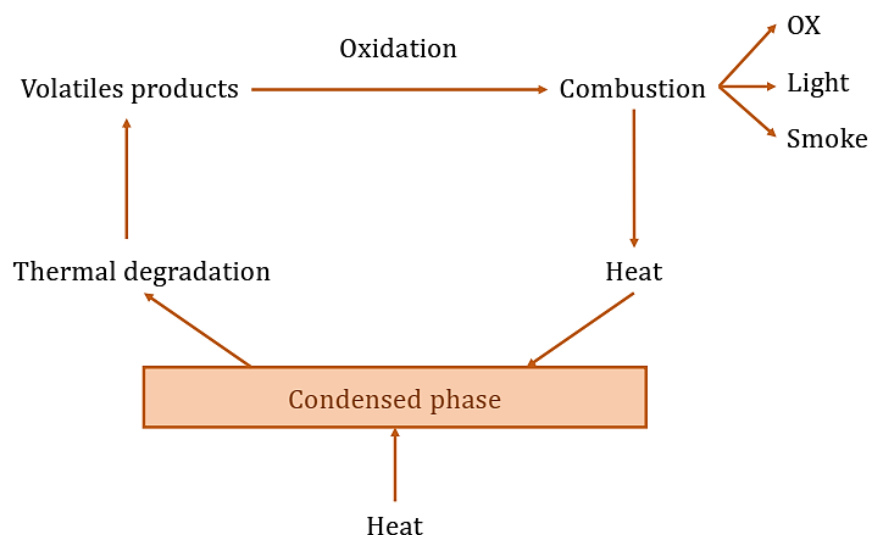 Oxidation
OX
Volatiles products
Combustion
Light
Smoke
Thermal degradation
Heat
Condensed phase
Heat